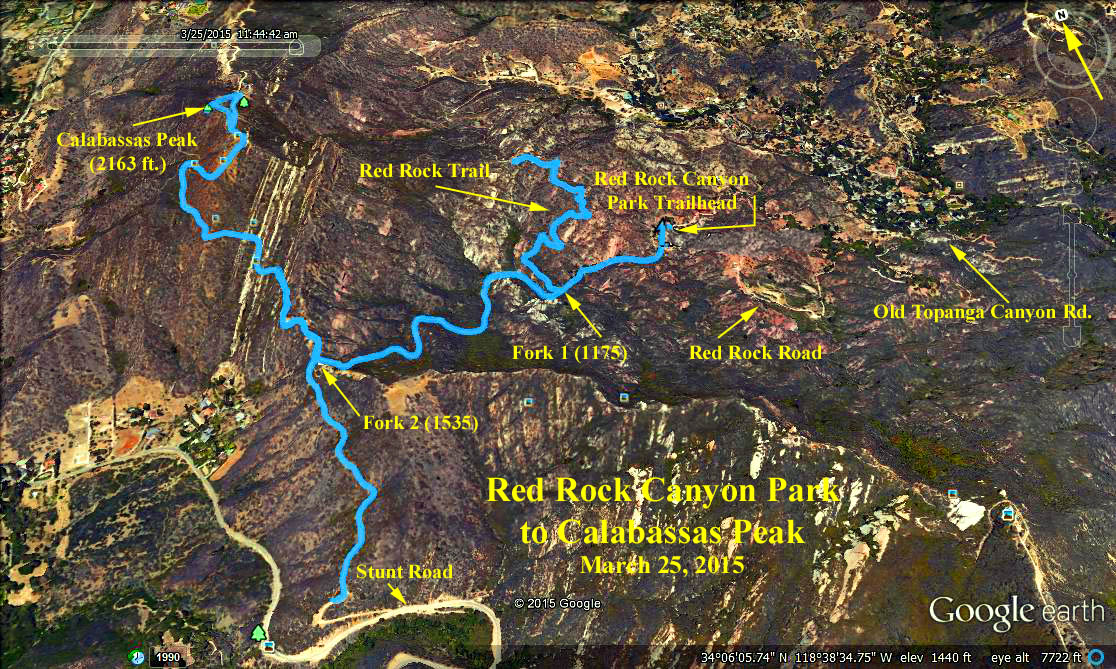 3/25/2015 11:44:42 am
N
Calabassas Peak
(2163 ft.)
Red Rock Trail
Red Rock Canyon
Park Trailhead
Old Topanga Canyon Rd.
Fork 1 (1175)
Red Rock Road
Fork 2 (1535)
Red Rock Canyon Park
to Calabassas Peak
March 25, 2015
Stunt Road
© 2015 Google
Google earth
1990
34°06'05.74" N 118°38'34.75" W elev 1440 ft eye alt 7722 ft